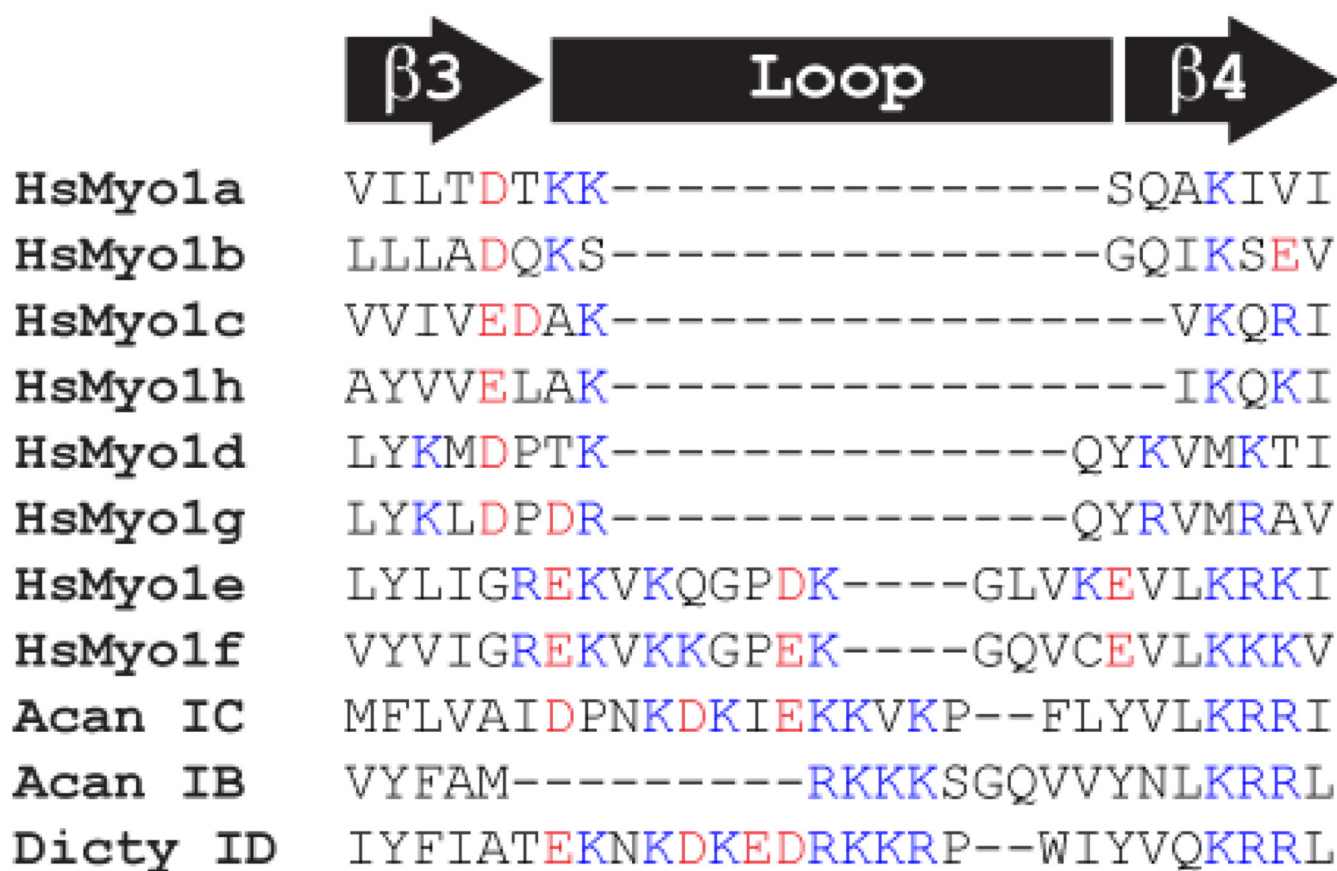 β3 Loop β4
HsMyo1a VILTDTKK---------------SQAKIVI
HsMyo1b LLLADQKS---------------GQIKSEV
HsMyo1c VVIVEDAK-----------------VKQRI
HsMyo1h AYVVELAK-----------------IKQKI
HsMyo1d LYKMDPTK--------------QYKVMKTI
HsMyo1g LYKLDPDR--------------QYRVMRAV
HsMyo1e LYLIGREKVKQGPDK----GLVKEVLKRKI
HsMyo1f VYVIGREKVKKGPEK----GQVCEVLKKKV
Acan IC MFLVAIDPNKDKIEKKVKP--FLYVLKRRI
Acan IB VYFAM---------RKKKSGQVVYNLKRRL
Dicty ID IYFIATEKNKDKEDRKKRP--WIYVQKRRL